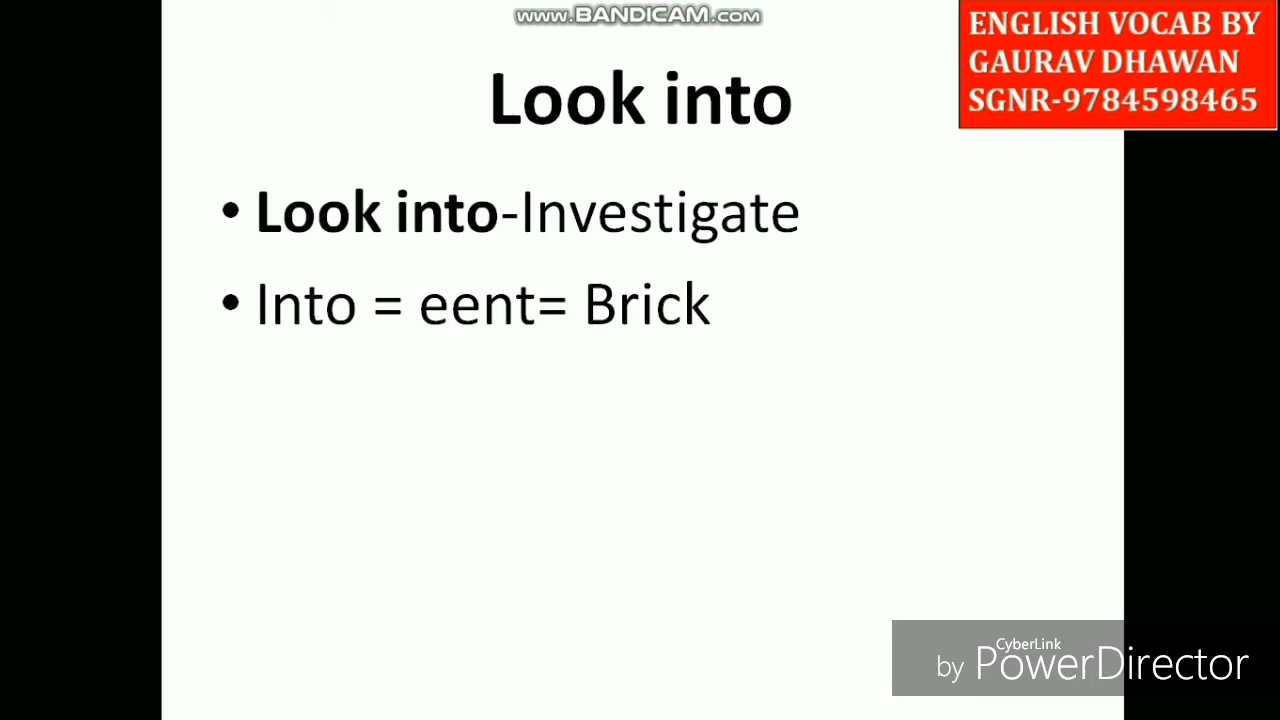 www.BANDICAM.com
ENGLISH VOCAB BY
GAURAV DHAWAN
SGNR-9784598465
Look into
• Look into-Investigate
• Into = eent= Brick
CyberLink
by PowerDirector